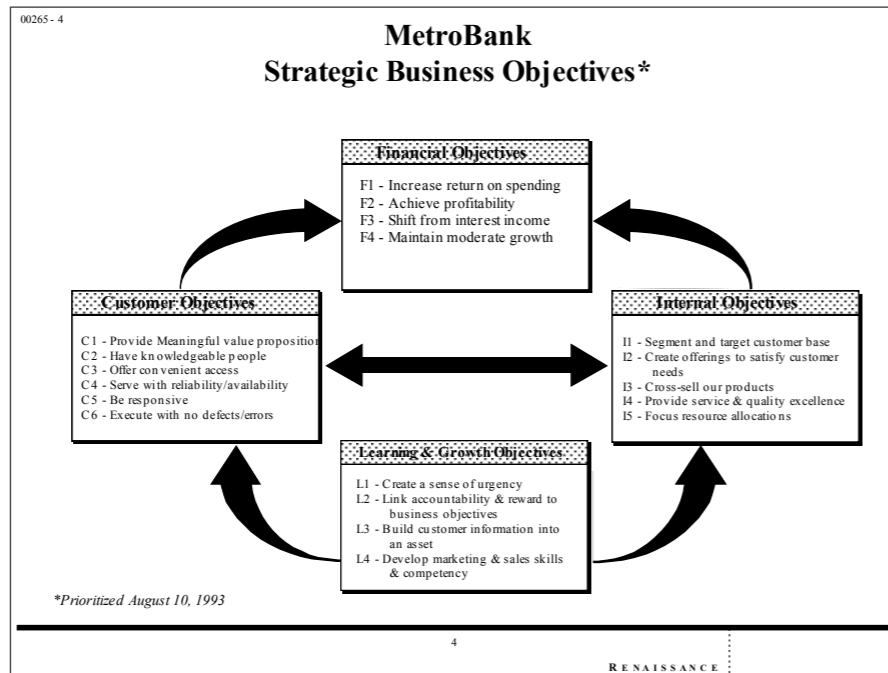 00265 - 4
MetroBank
Strategic Business Objectives*
Financial Objectives
F1 - Increase return on spending
F2 - Achieve profitability
F3 - Shift from interest income
F4 - Maintain moderate growth
Customer Objectives
C1 - Provide Meaningful value proposition
C2 - Have knowledgeable people
C3 - Offer convenient access
C4 - Serve with reliability/availability
C5 - Be responsive
C6 - Execute with no defects/errors
Internal Objectives
I1 - Segment and target customer base
I2 - Create offerings to satisfy customer
needs
I3 - Cross-sell our products
I4 - Provide service & quality excellence
I5 - Focus resource allocations
Learning & Growth Objectives
L1 - Create a sense of urgency
L2 - Link accountability & reward to
business objectives
L3 - Build customer information into
an asset
L4 - Develop marketing & sales skills
& competency
*Prioritized August 10, 1993
4
RENAISSANCE